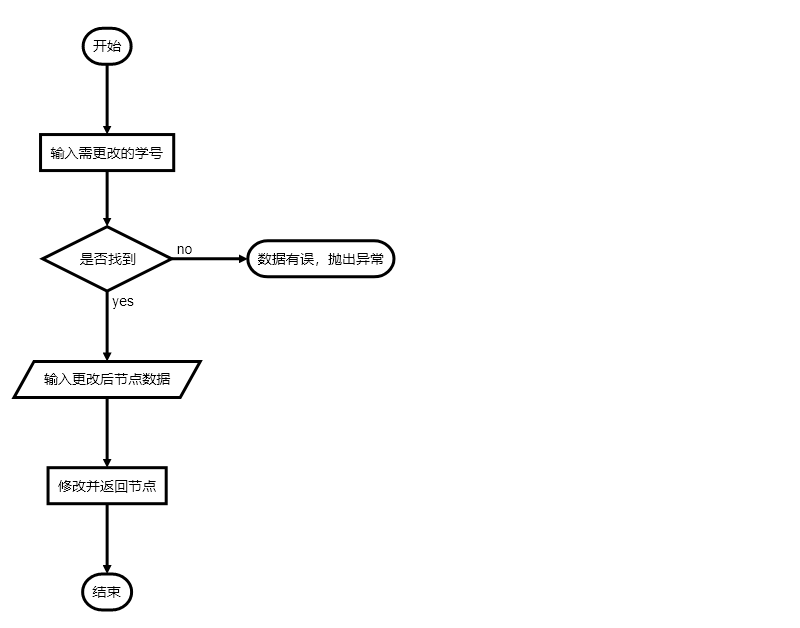 开始
输入需更改的学号
是否找到
no
数据有误，抛出异常
yes
输入更改后节点数据
修改并返回节点
结束